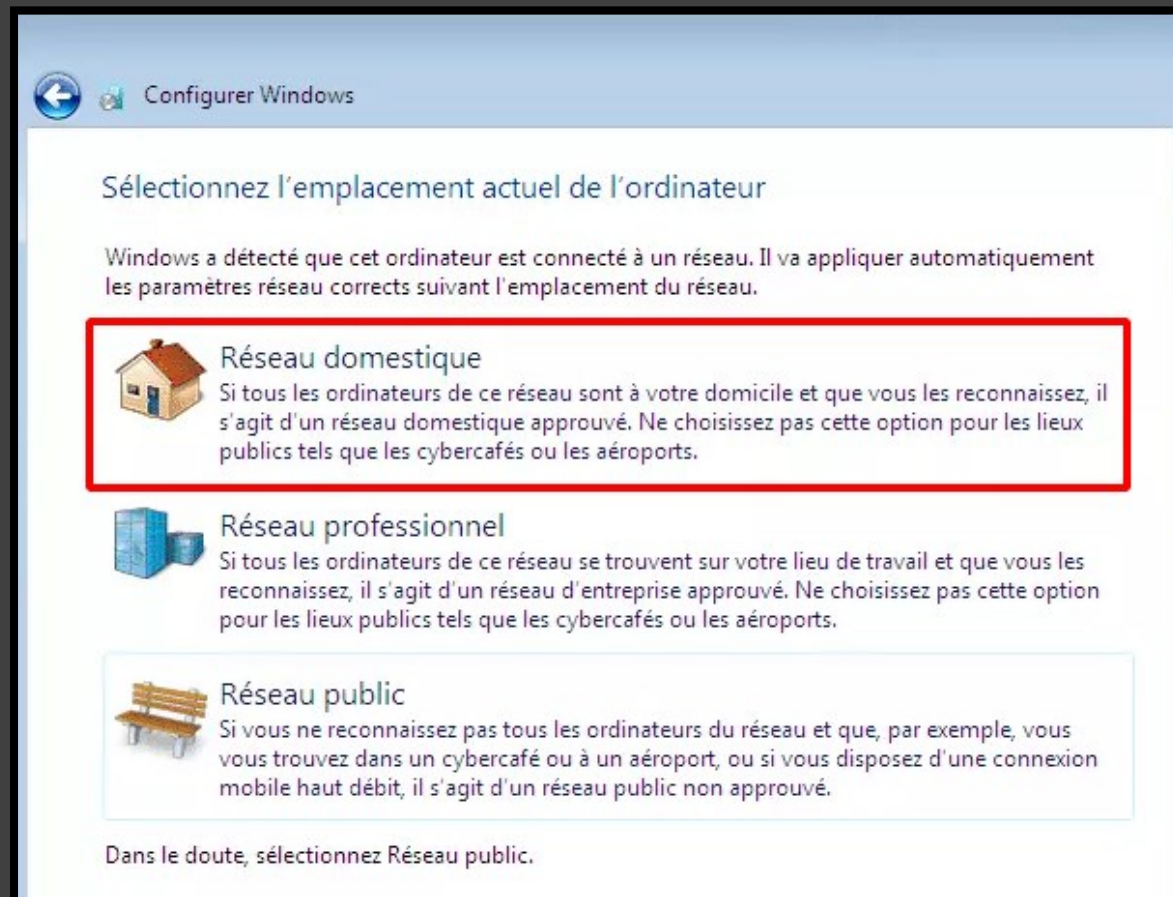 Configurer Windows
Sélectionnez l'emplacement actuel de l'ordinateur
Windows a détecté que cet ordinateur est connecté à un réseau. Il va appliquer automatiquement
les paramètres réseau corrects suivant l'emplacement du réseau.
Réseau domestique
Si tous les ordinateurs de ce réseau sont à votre domicile et que vous les reconnaissez, il
s'agit d'un réseau domestique approuvé. Ne choisissez pas cette option pour les lieux
publics tels que les cybercafés ou les aéroports.
Réseau professionnel
Si tous les ordinateurs de ce réseau se trouvent sur votre lieu de travail et que vous les
reconnaissez, il s'agit d'un réseau d'entreprise approuvé. Ne choisissez pas cette option
pour les lieux publics tels que les cybercafés ou les aéroports.
Réseau public
Si vous ne reconnaissez pas tous les ordinateurs du réseau et que, par exemple, vous
vous trouvez dans un cybercafé ou à un aéroport, ou si vous disposez d'une connexion
mobile haut débit, il s'agit d'un réseau public non approuvé.
Dans le doute, sélectionnez Réseau public.